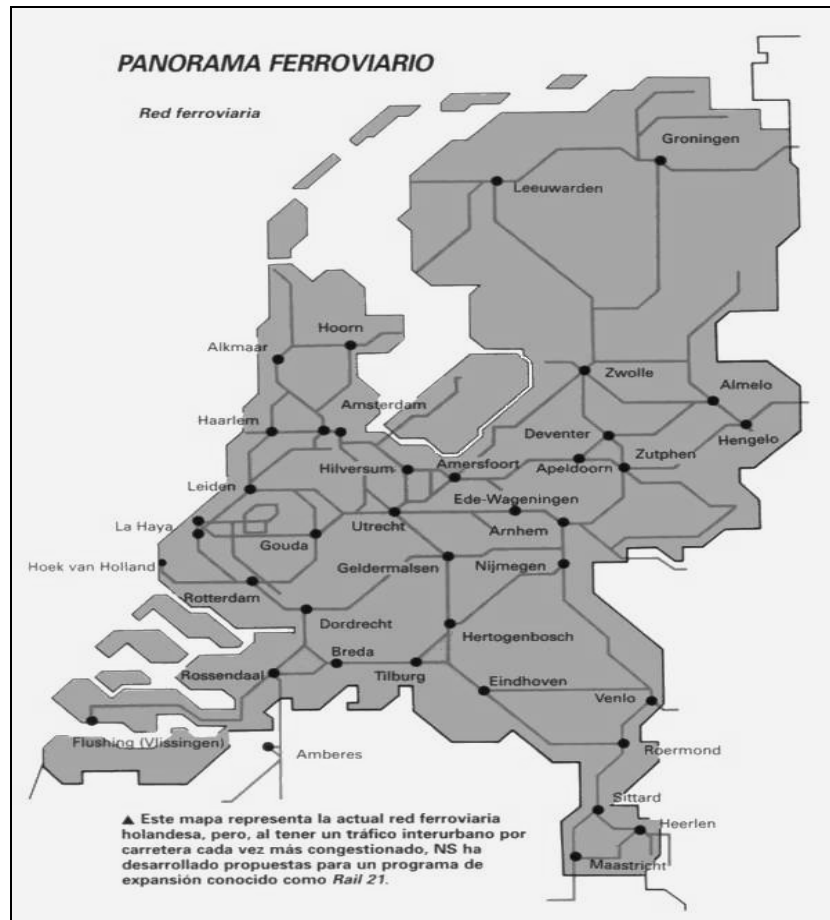 PANORAMA FERROVIARIO
Red ferroviaria
Groningen
Leeuwarden
Hoorn
Alkmaar
Zwolle
Almelo
Amsterdam
Haarlem
Deventer
Hengelo
Zutphen
Hilversum
Amersfoort
Apeldoorn
Leiden
Ede-Wageningen
La Haya
Utrecht
Arnhem
Gouda
Hoek van Holland
Geldermalsen
Nijmegen
Rotterdam
Dordrecht
Hertogenbosch
Breda
Rossendaal
Tilburg
Eindhoven
Venlo
Flushing (Vlissingen)
Amberes
Roermond
Sittard
Heerlen
Maastricht
▲ Este mapa representa la actual red ferroviaria
holandesa, pero, al tener un tráfico interurbano por
carretera cada vez más congestionado, NS ha
desarrollado propuestas para un programa de
expansión conocido como Rail 21.